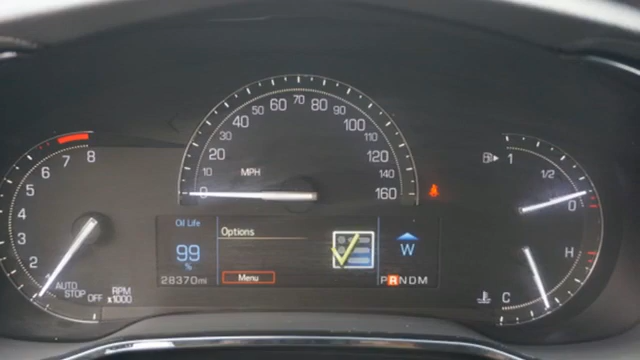 8
7
6
5
4
3
2
1
AUTO STOP
OFF
RPM x1000
0
10
20
30
40
50
60
70
80
100
120
130
140
160
MPH
Oil Life
99
%
28370mi
Options
Menu
W
PRNDM
1
1/2
0
H
C